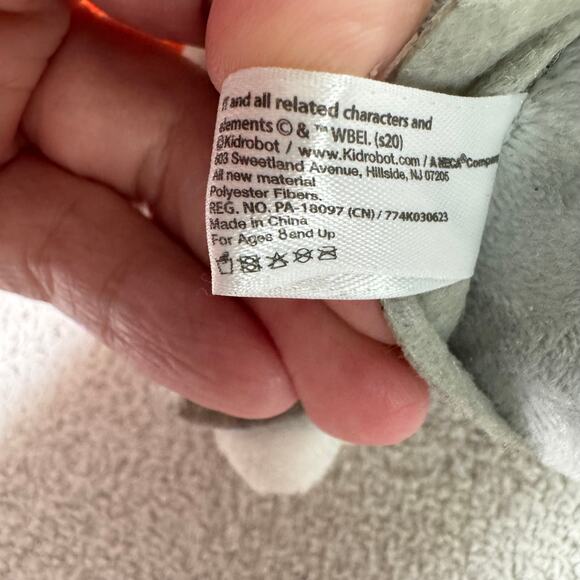 and all related characters and
elements © & ™ WBEI. (s20)
©Kidrobot / www.Kidrobot.com / A NECA® Company
603 Sweetland Avenue, Hillside, NJ 07205
All new material
Polyester Fibers.
REG. NO. PA-18097 (CN) / 774K030623
Made in China
For Ages 8 and Up